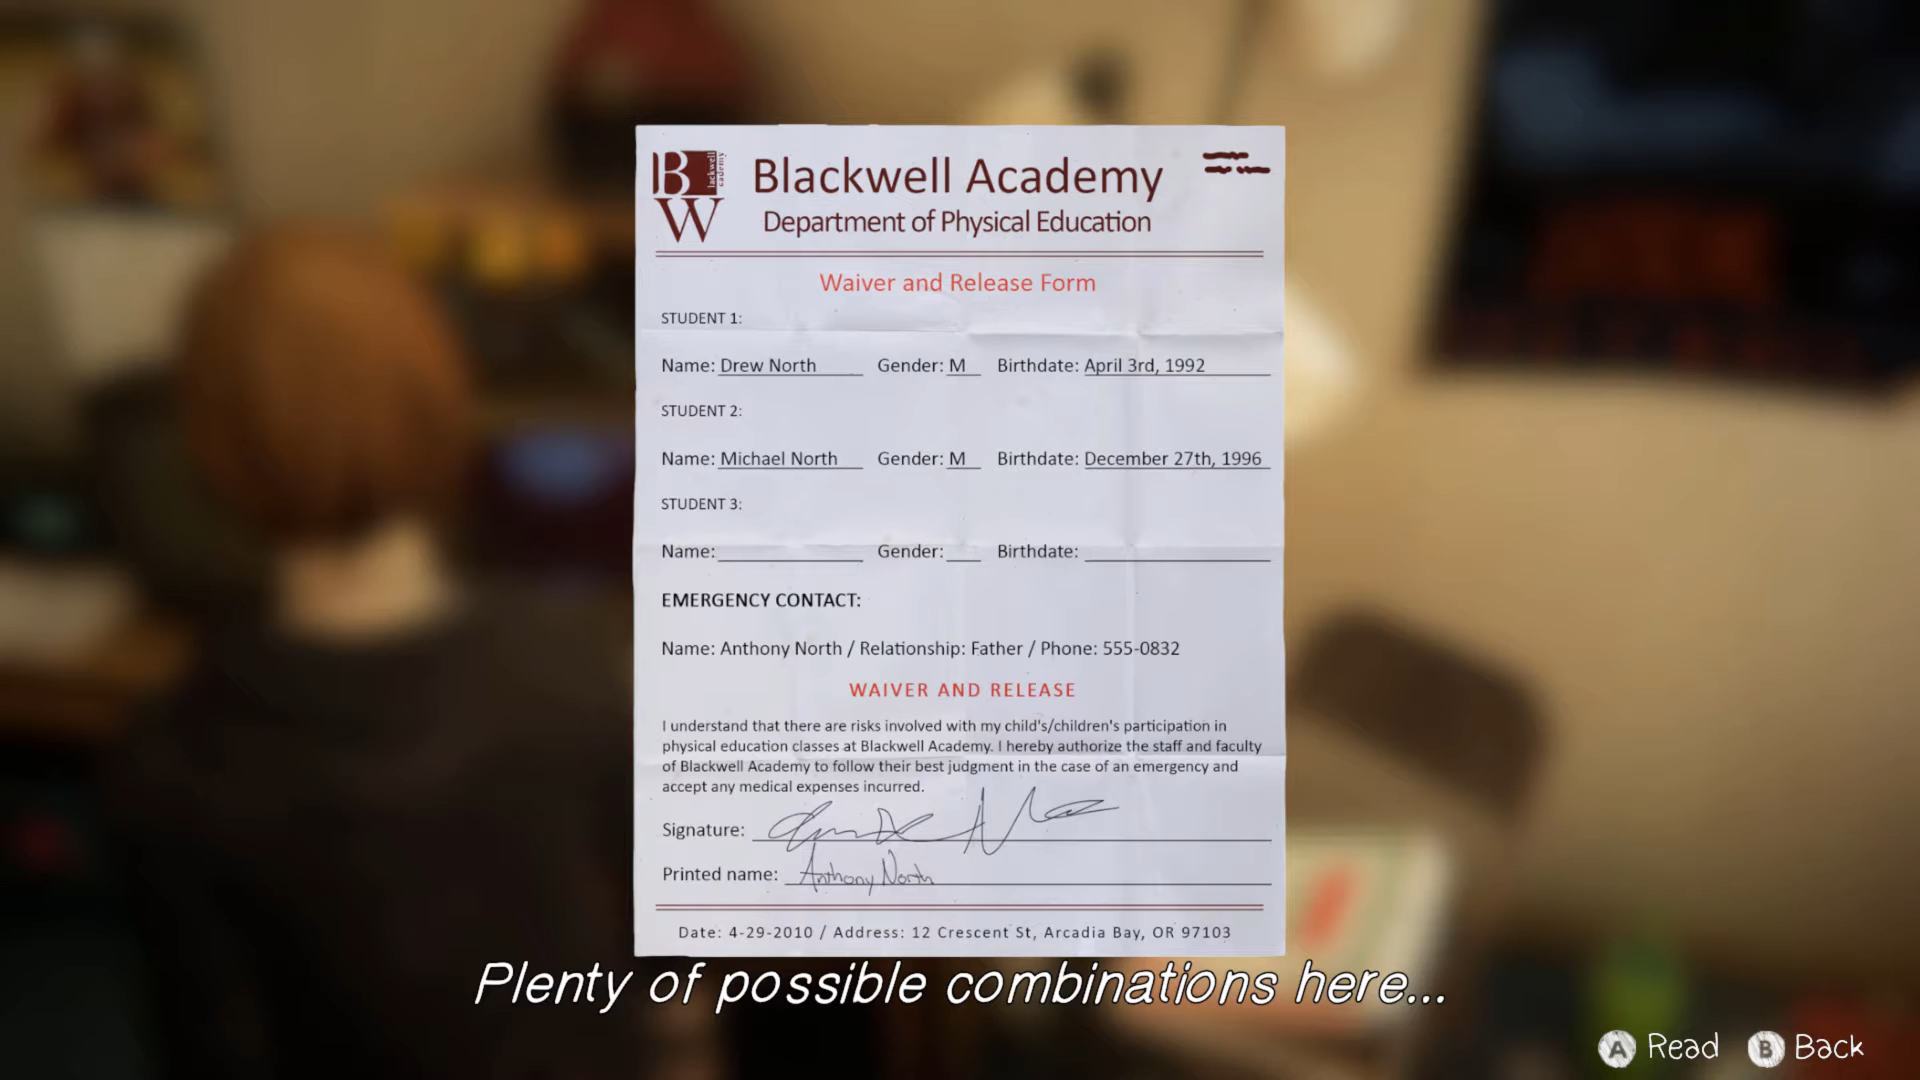 BW
lackwell
cademy
Blackwell Academy
Department of Physical Education
Waiver and Release Form
STUDENT 1:
Name: Drew North Gender: M Birthdate: April 3rd, 1992
STUDENT 2:
Name: Michael North Gender: M Birthdate: December 27th, 1996
STUDENT 3:
Name: Gender: Birthdate:
EMERGENCY CONTACT:
Name: Anthony North / Relationship: Father / Phone: 555-0832
WAIVER AND RELEASE
I understand that there are risks involved with my child's/children's participation in
physical education classes at Blackwell Academy. I hereby authorize the staff and faculty
of Blackwell Academy to follow their best judgment in the case of an emergency and
accept any medical expenses incurred.
Signature:
Printed name: Anthony North
Date: 4-29-2010 / Address: 12 Crescent St, Arcadia Bay, OR 97103
Plenty of possible combinations here...
A Read B Back